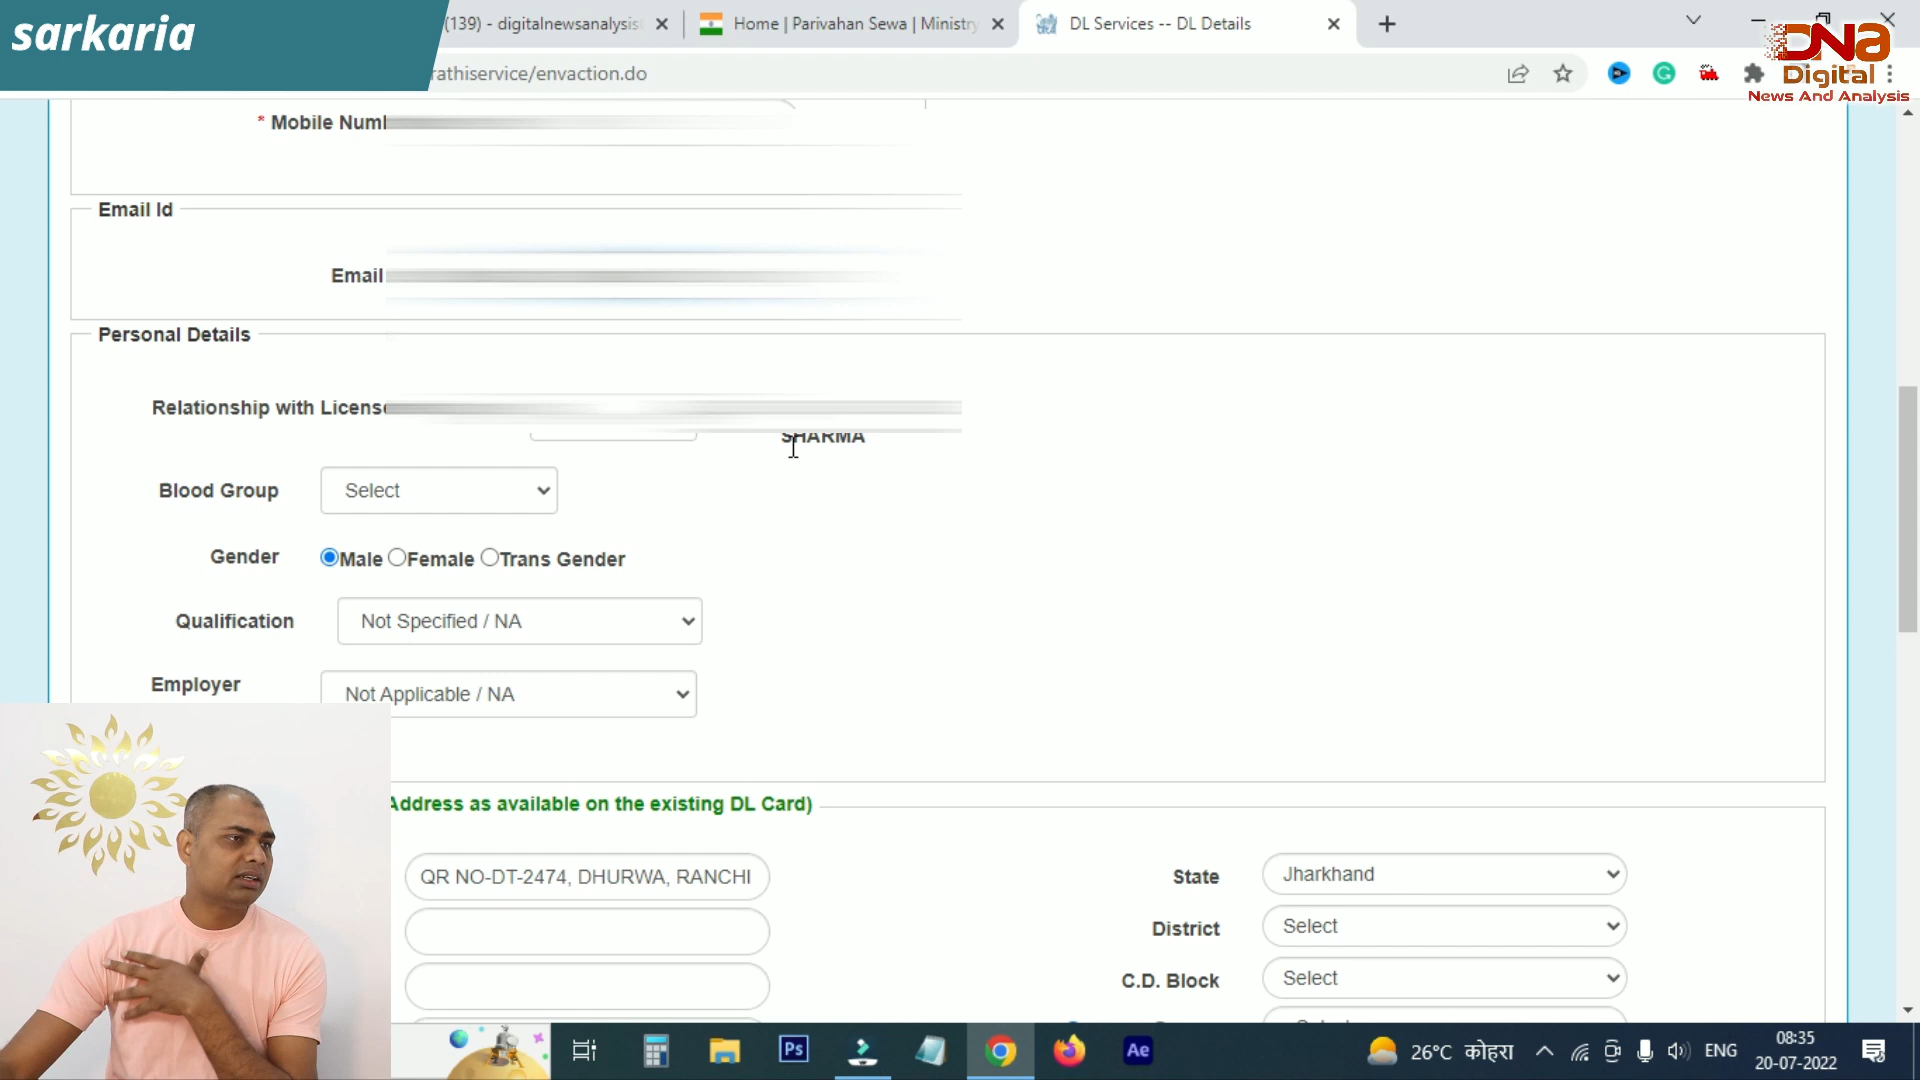 sarkaria
(139) - digitalnewsanalysis
Home | Parivahan Sewa | Ministry
DL Services -- DL Details
DNA
Digital
News And Analysis
rathiservice/envaction.do
* Mobile Numb
Email Id
Email
Personal Details
Relationship with License
SHARMA
Blood Group
Select
Gender
Male Female Trans Gender
Qualification
Not Specified / NA
Employer
Not Applicable / NA
Address as available on the existing DL Card)
QR NO-DT-2474, DHURWA, RANCHI
State
Jharkhand
District
Select
C.D. Block
Select
Ps
Ae
26°C कोहरा
ENG
08:35
20-07-2022